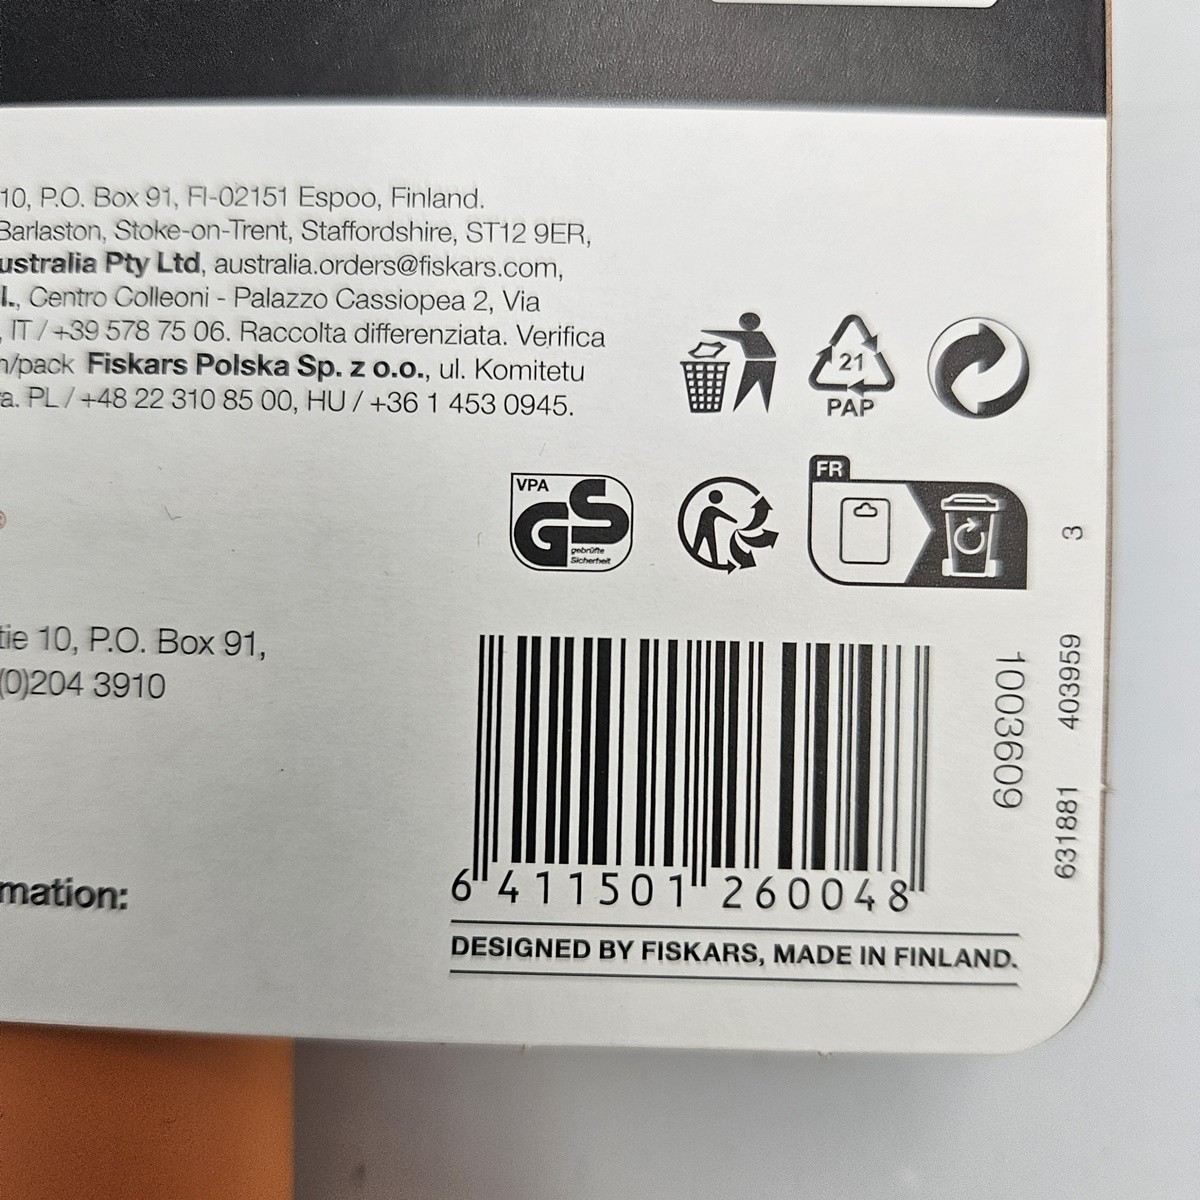 10, P.O. Box 91, FI-02151 Espoo, Finland.
Barlaston, Stoke-on-Trent, Staffordshire, ST12 9ER,
ustralia Pty Ltd, australia.orders@fiskars.com,
l., Centro Colleoni - Palazzo Cassiopea 2, Via
, IT / +39 578 75 06. Raccolta differenziata. Verifica
n/pack Fiskars Polska Sp. z o.o., ul. Komitetu
a. PL / +48 22 310 85 00, HU / +36 1 453 0945.
21
PAP
VPA
GS
geprüfte
Sicherheit
FR
®
tie 10, P.O. Box 91,
(0)204 3910
mation:
6 411501 260048
1003609
631881 403959 3
DESIGNED BY FISKARS, MADE IN FINLAND.